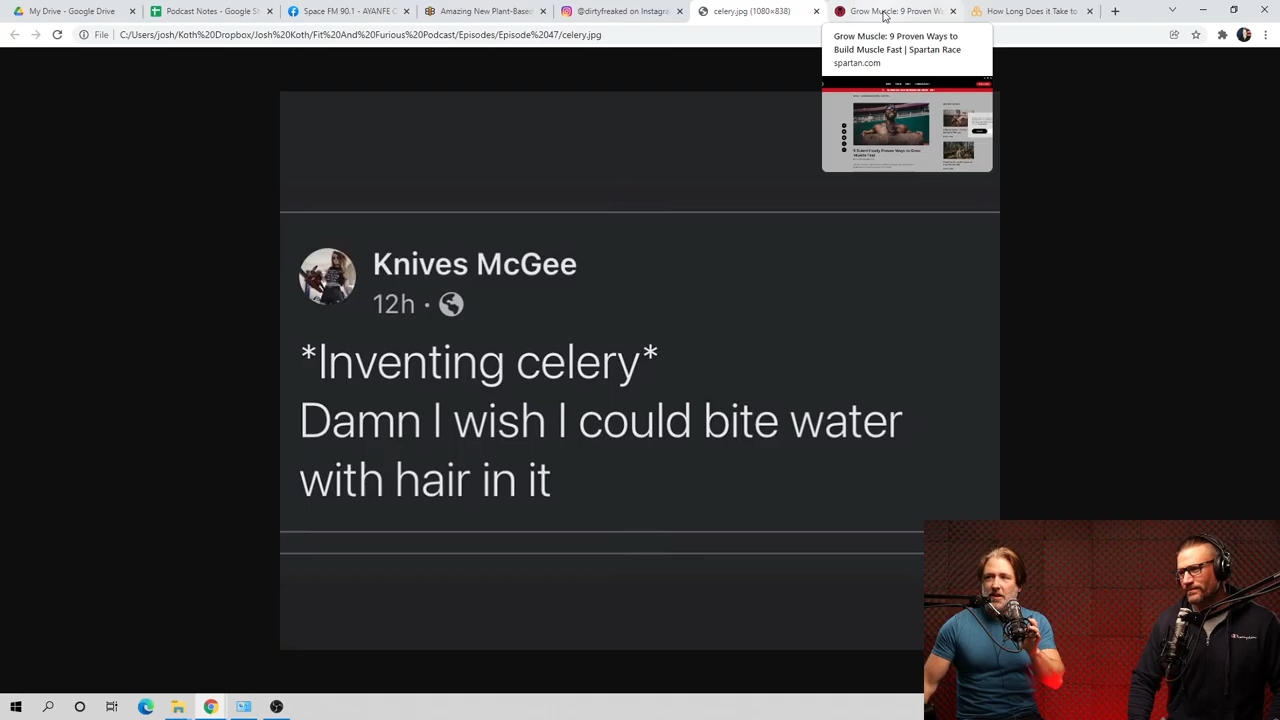 My Drive - Google Drive
Podcast Notes - Google S
Space FM 90.1 - AYANFE C
Amazing New Plant-Based
@dirtyfreaked on Instagra
celery.jpg (1080×838)
Grow Muscle: 9 Proven W
How Long Does it Take to
File
C:/Users/josh/Koth%20Dropbox/Josh%20Koth/Fit%20And%20Furious%20Podcast/Episodes/Episode%2047/celery.jpg
Grow Muscle: 9 Proven Ways to
Build Muscle Fast | Spartan Race
spartan.com
Knives McGee
12h ·
*Inventing celery*
Damn I wish I could bite water
with hair in it
Champion